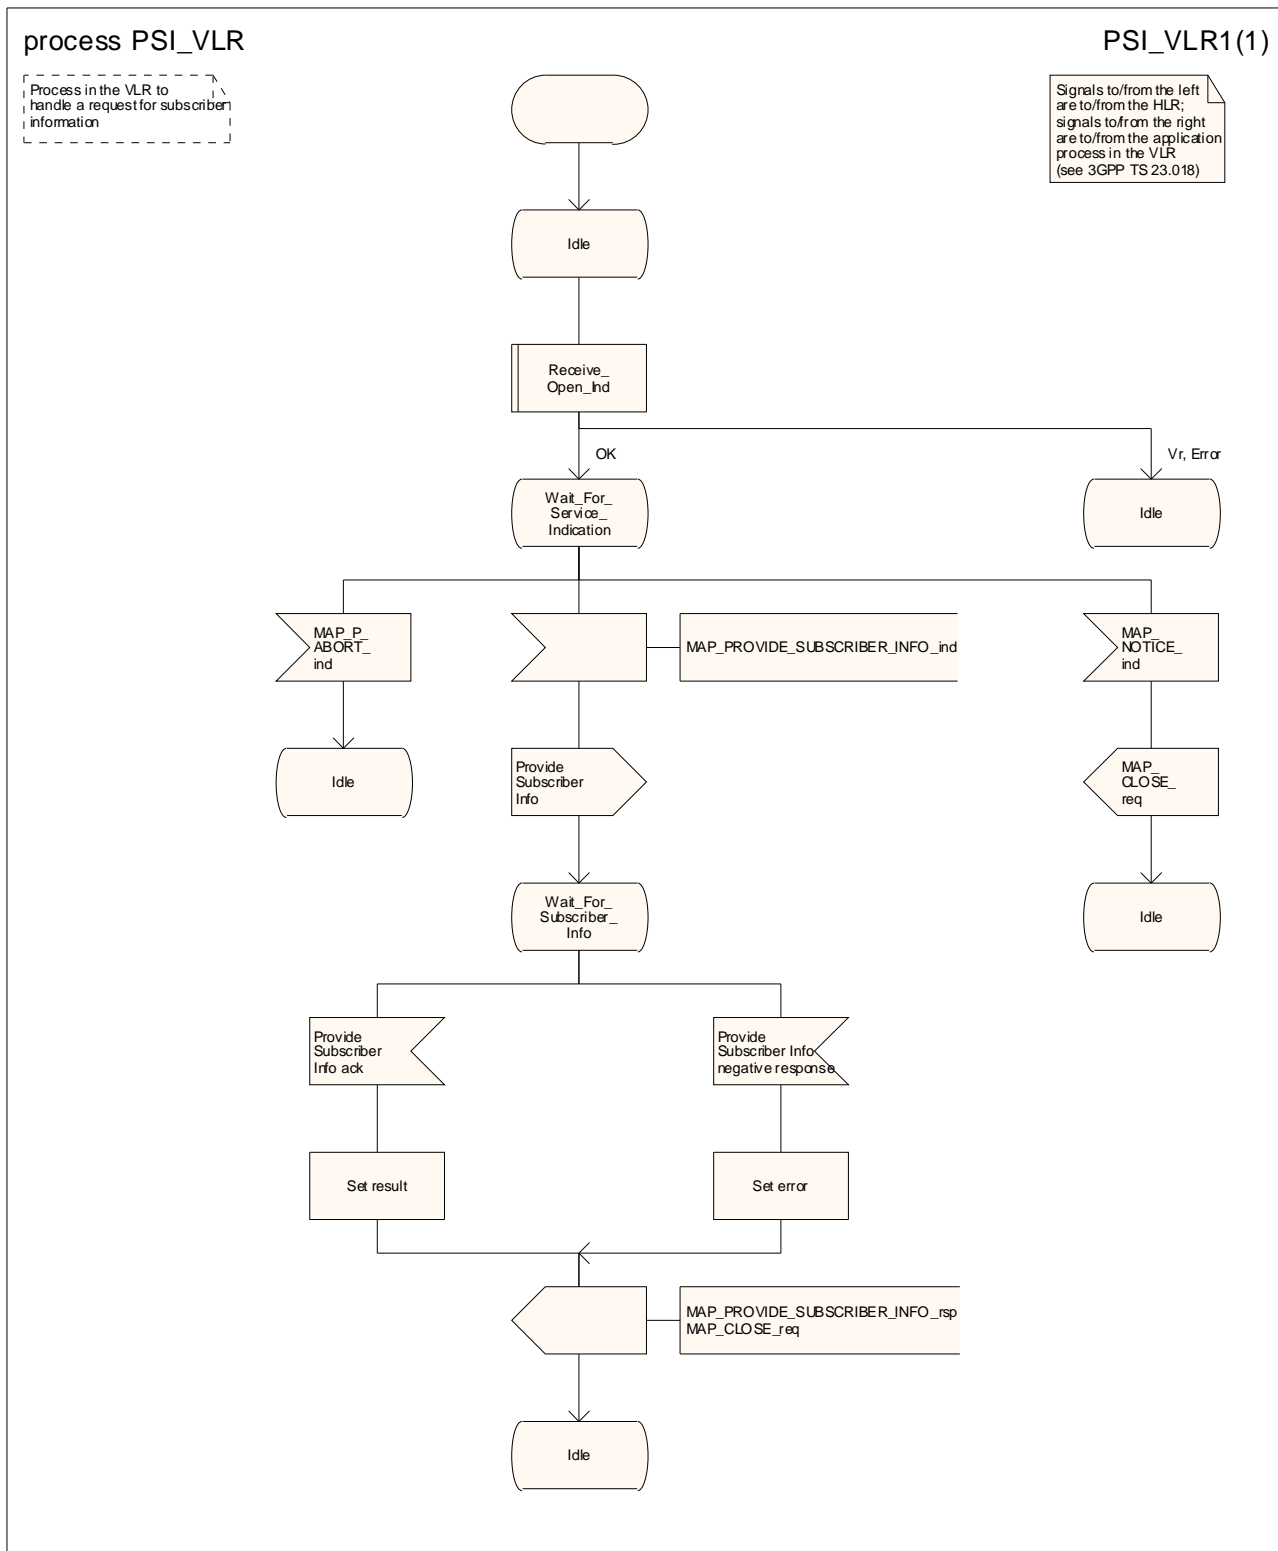 process PSI_VLR
PSI_VLR1(1)
Process in the VLR to
handle a request for subscriber
information
Signals to/from the left
are to/from the HLR;
signals to/from the right
are to/from the application
process in the VLR
(see 3GPP TS 23.018)
Idle
Receive_
Open_Ind
OK
Vr, Error
Wait_For_
Service_
Indication
Idle
MAP_P_
ABORT_
ind
MAP_PROVIDE_SUBSCRIBER_INFO_ind
MAP_
NOTICE_
ind
Idle
Provide
Subscriber
Info
MAP_
CLOSE_
req
Wait_For_
Subscriber_
Info
Idle
Provide
Subscriber
Info ack
Provide
Subscriber Info
negative response
Set result
Set error
MAP_PROVIDE_SUBSCRIBER_INFO_rsp
MAP_CLOSE_req
Idle